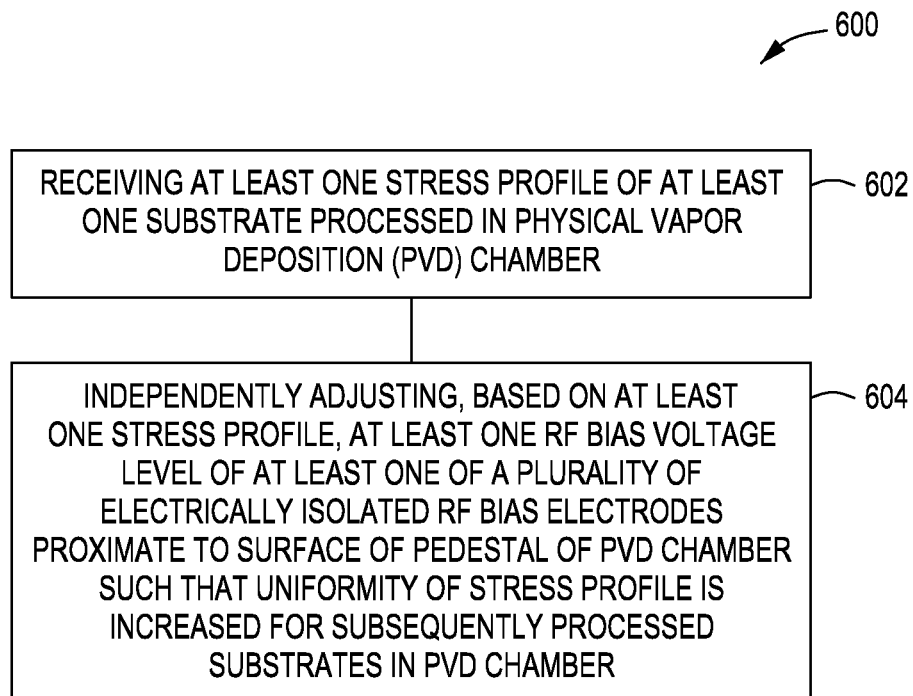 600
RECEIVING AT LEAST ONE STRESS PROFILE OF AT LEAST
ONE SUBSTRATE PROCESSED IN PHYSICAL VAPOR
DEPOSITION (PVD) CHAMBER
602
INDEPENDENTLY ADJUSTING, BASED ON AT LEAST
ONE STRESS PROFILE, AT LEAST ONE RF BIAS VOLTAGE
LEVEL OF AT LEAST ONE OF A PLURALITY OF
ELECTRICALLY ISOLATED RF BIAS ELECTRODES
PROXIMATE TO SURFACE OF PEDESTAL OF PVD CHAMBER
SUCH THAT UNIFORMITY OF STRESS PROFILE IS
INCREASED FOR SUBSEQUENTLY PROCESSED
SUBSTRATES IN PVD CHAMBER
604